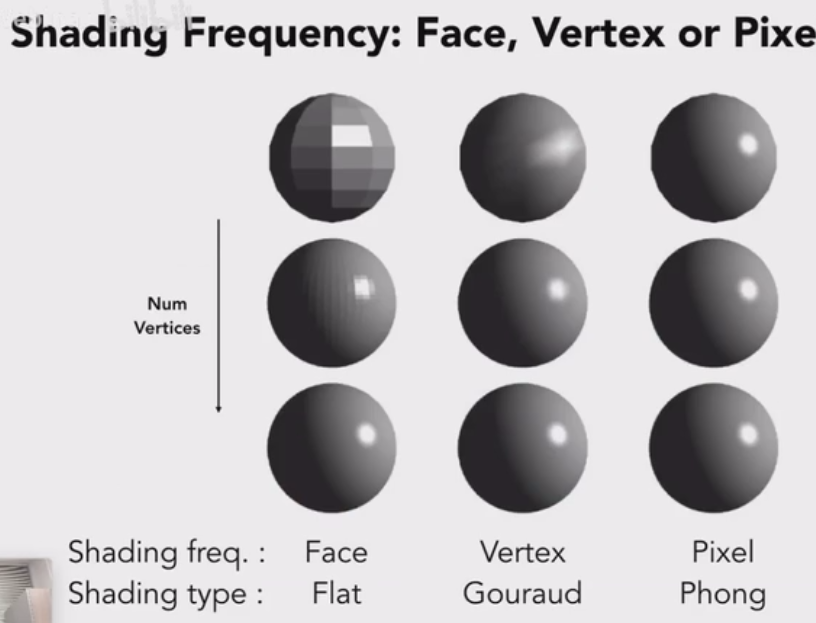 Shading Frequency: Face, Vertex or Pixe
Num
Vertices
Shading freq. : Face Vertex Pixel
Shading type : Flat Gouraud Phong